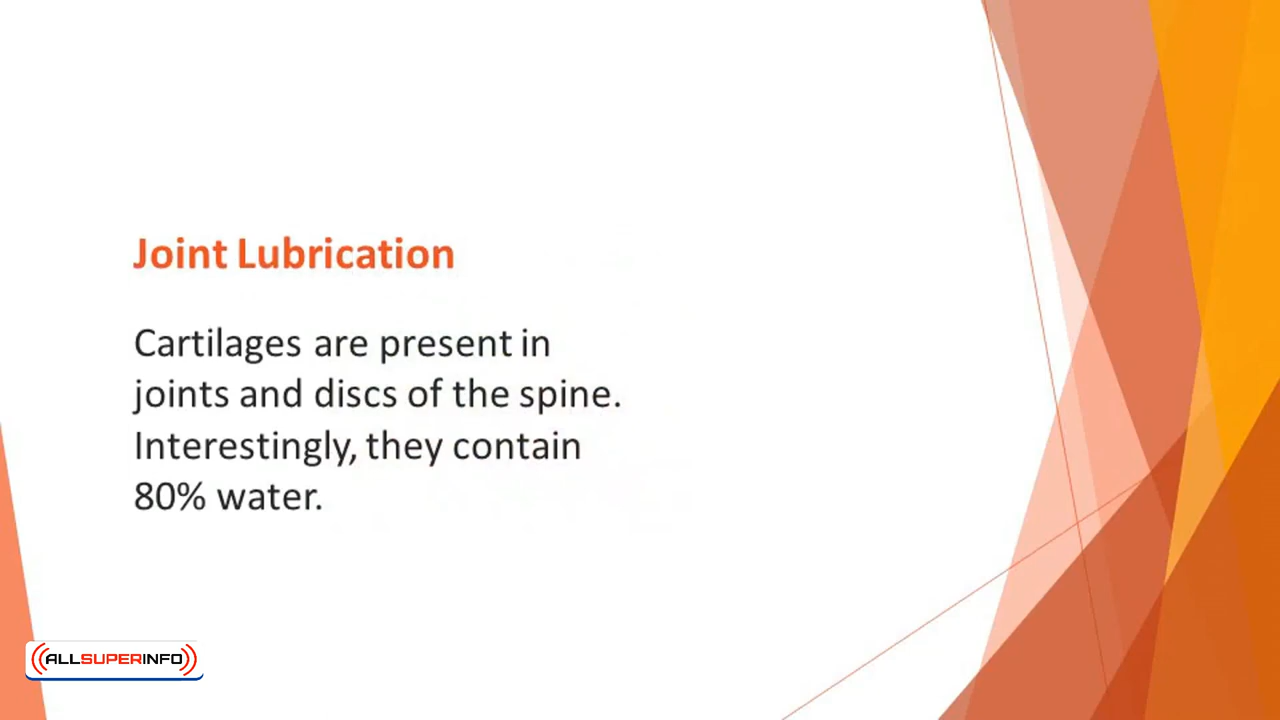 Joint Lubrication
Cartilages are present in
joints and discs of the spine.
Interestingly, they contain
80% water.
ALLSUPERINFO